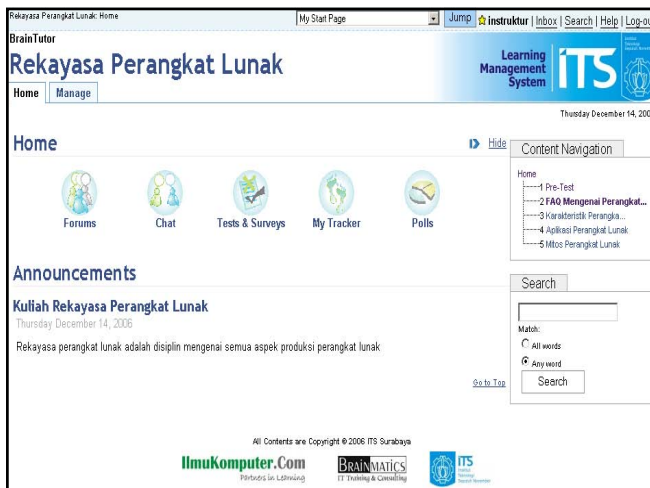 Rekayasa Perangkat Lunak: Home
My Start Page
Jump
instruktur | Inbox | Search | Help | Log-ou
BrainTutor
Rekayasa Perangkat Lunak
Learning
Management
System
ITS
Home
Manage
Thursday December 14, 200
Home
Hide
Forums
Chat
Tests & Surveys
My Tracker
Polls
Content Navigation
Home
1 Pre-Test
2 FAQ Mengenai Perangkat...
3 Karakteristik Perangka...
4 Aplikasi Perangkat Lunak
5 Mitos Perangkat Lunak
Announcements
Kuliah Rekayasa Perangkat Lunak
Thursday December 14, 2006
Rekayasa perangkat lunak adalah disiplin mengenai semua aspek produksi perangkat lunak
Go to Top
Search
Match:
All words
Any word
Search
All Contents are Copyright © 2006 ITS Surabaya
IlmuKomputer.Com
Partners in Learning
BRAINMATICS
IT Training & Consulting
ITS